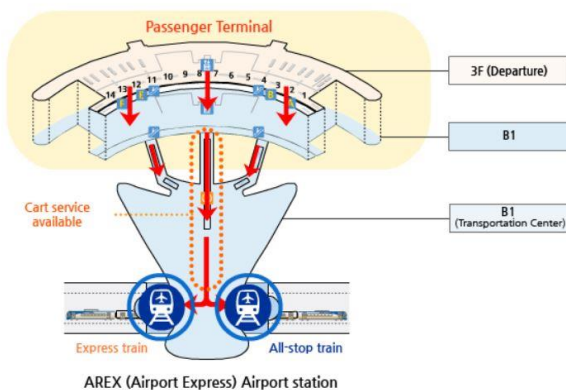 Passenger Terminal
3F (Departure)
14 13 12 11 10 9 8 7 6 5 4 3 2 1
B1
B1
(Transportation Center)
Cart service
available
Express train
All-stop train
AREX (Airport Express) Airport station